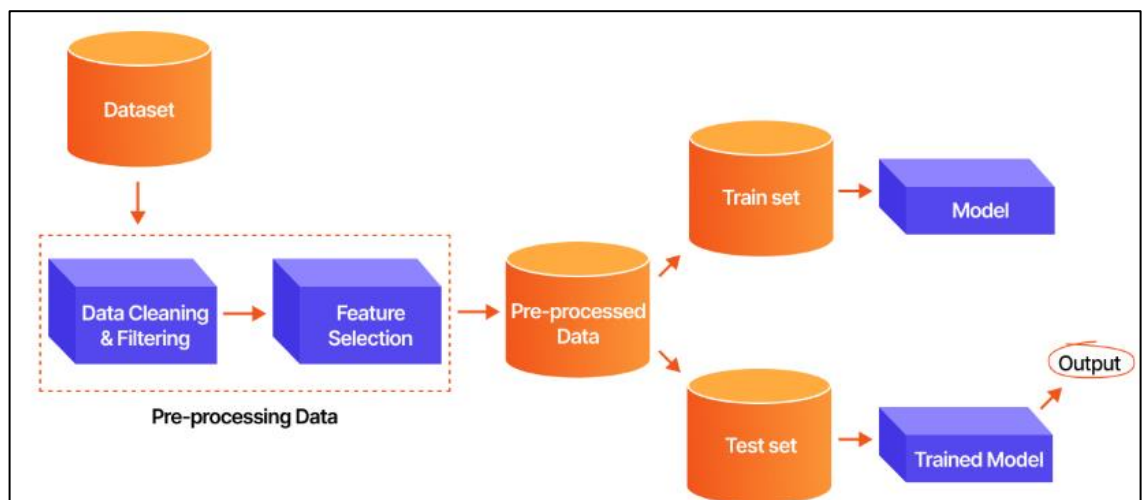 Dataset
Data Cleaning
& Filtering
Feature
Selection
Pre-processing Data
Pre-processed
Data
Train set
Model
Test set
Trained Model
Output